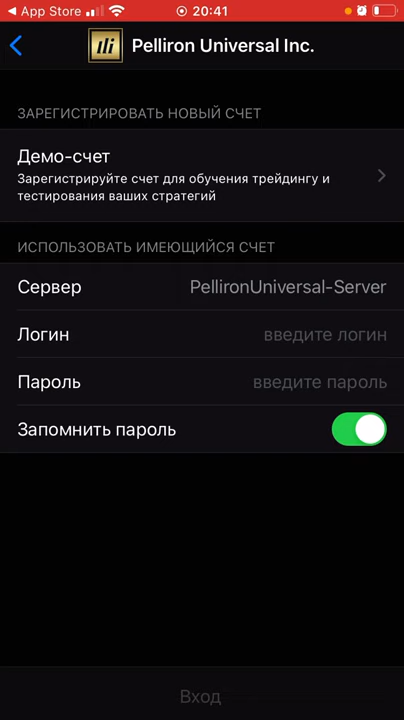 App Store
20:41
Pelliron Universal Inc.
ЗАРЕГИСТРИРОВАТЬ НОВЫЙ СЧЕТ
Демо-счет
Зарегистрируйте счет для обучения трейдингу и
тестирования ваших стратегий
ИСПОЛЬЗОВАТЬ ИМЕЮЩИЙСЯ СЧЕТ
Сервер PellironUniversal-Server
Логин введите логин
Пароль введите пароль
Запомнить пароль
Вход